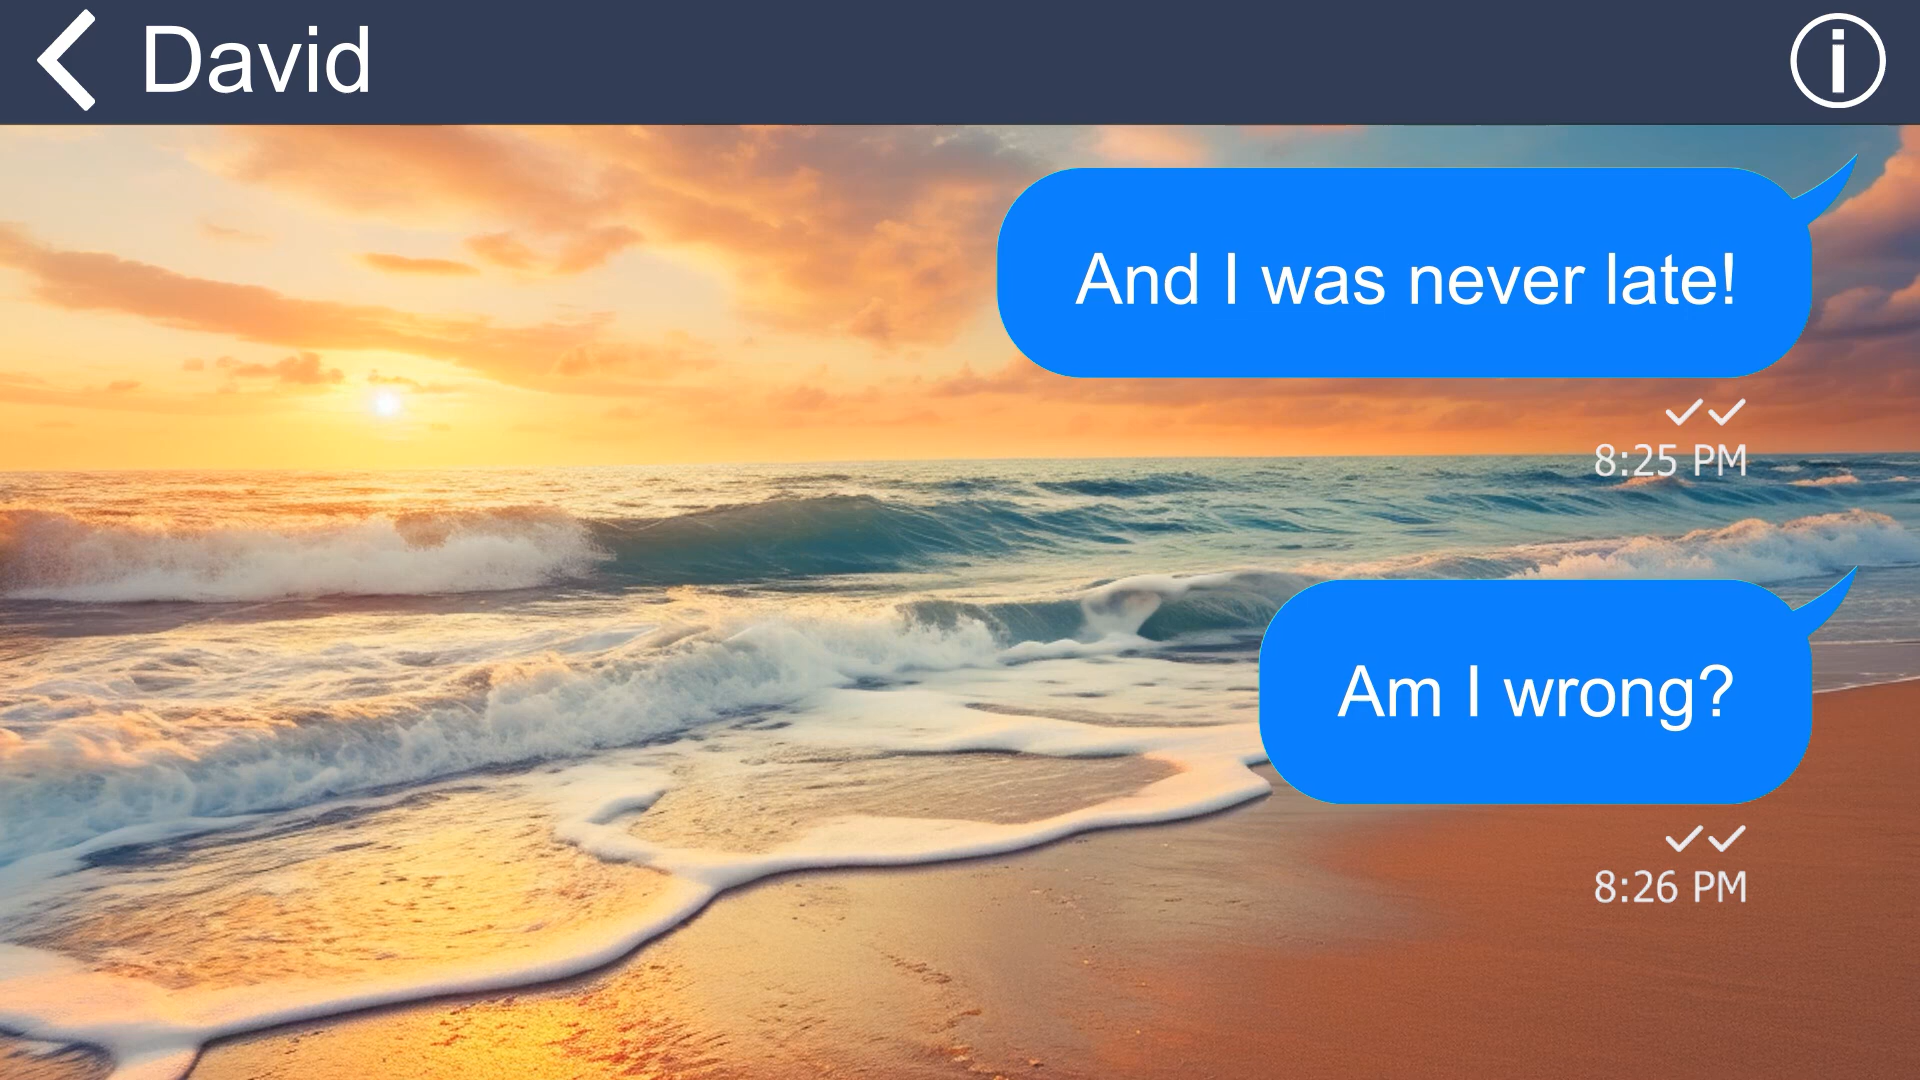 David
And I was never late!
8:25 PM
Am I wrong?
8:26 PM